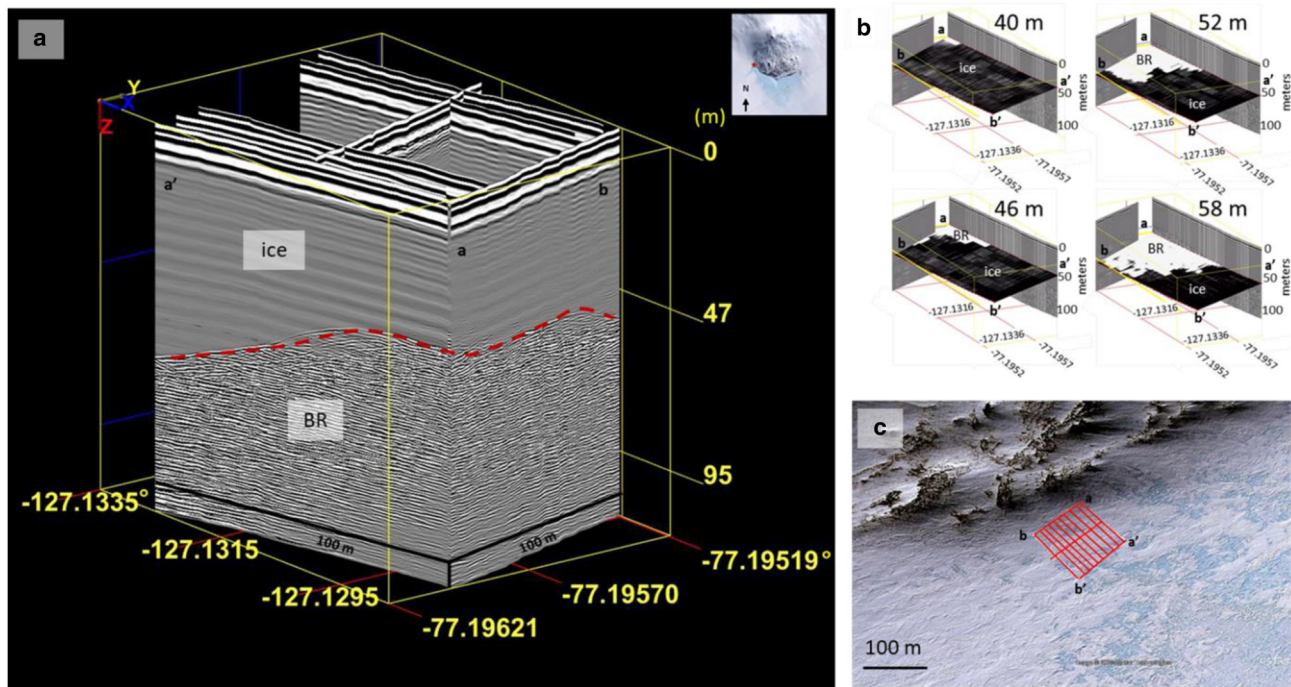 a
Y
X
Z
N
(m)
0
a'
b
a
ice
47
BR
95
-127.1335°
100 m
100 m
-127.1315
-77.19519°
-127.1295
-77.19570
-77.19621
b
40 m
52 m
a
b
ice
a'
b'
0
50
100
meters
-127.1316
-127.1336
-77.1957
-77.1952
a
b
BR
ice
a'
b'
0
50
100
meters
-127.1316
-127.1336
-77.1957
-77.1952
46 m
58 m
a
b
BR
ice
a'
b'
0
50
100
meters
-127.1316
-127.1336
-77.1957
-77.1952
a
b
BR
ice
a'
b'
0
50
100
meters
-127.1316
-127.1336
-77.1957
-77.1952
c
a
b
a'
b'
100 m